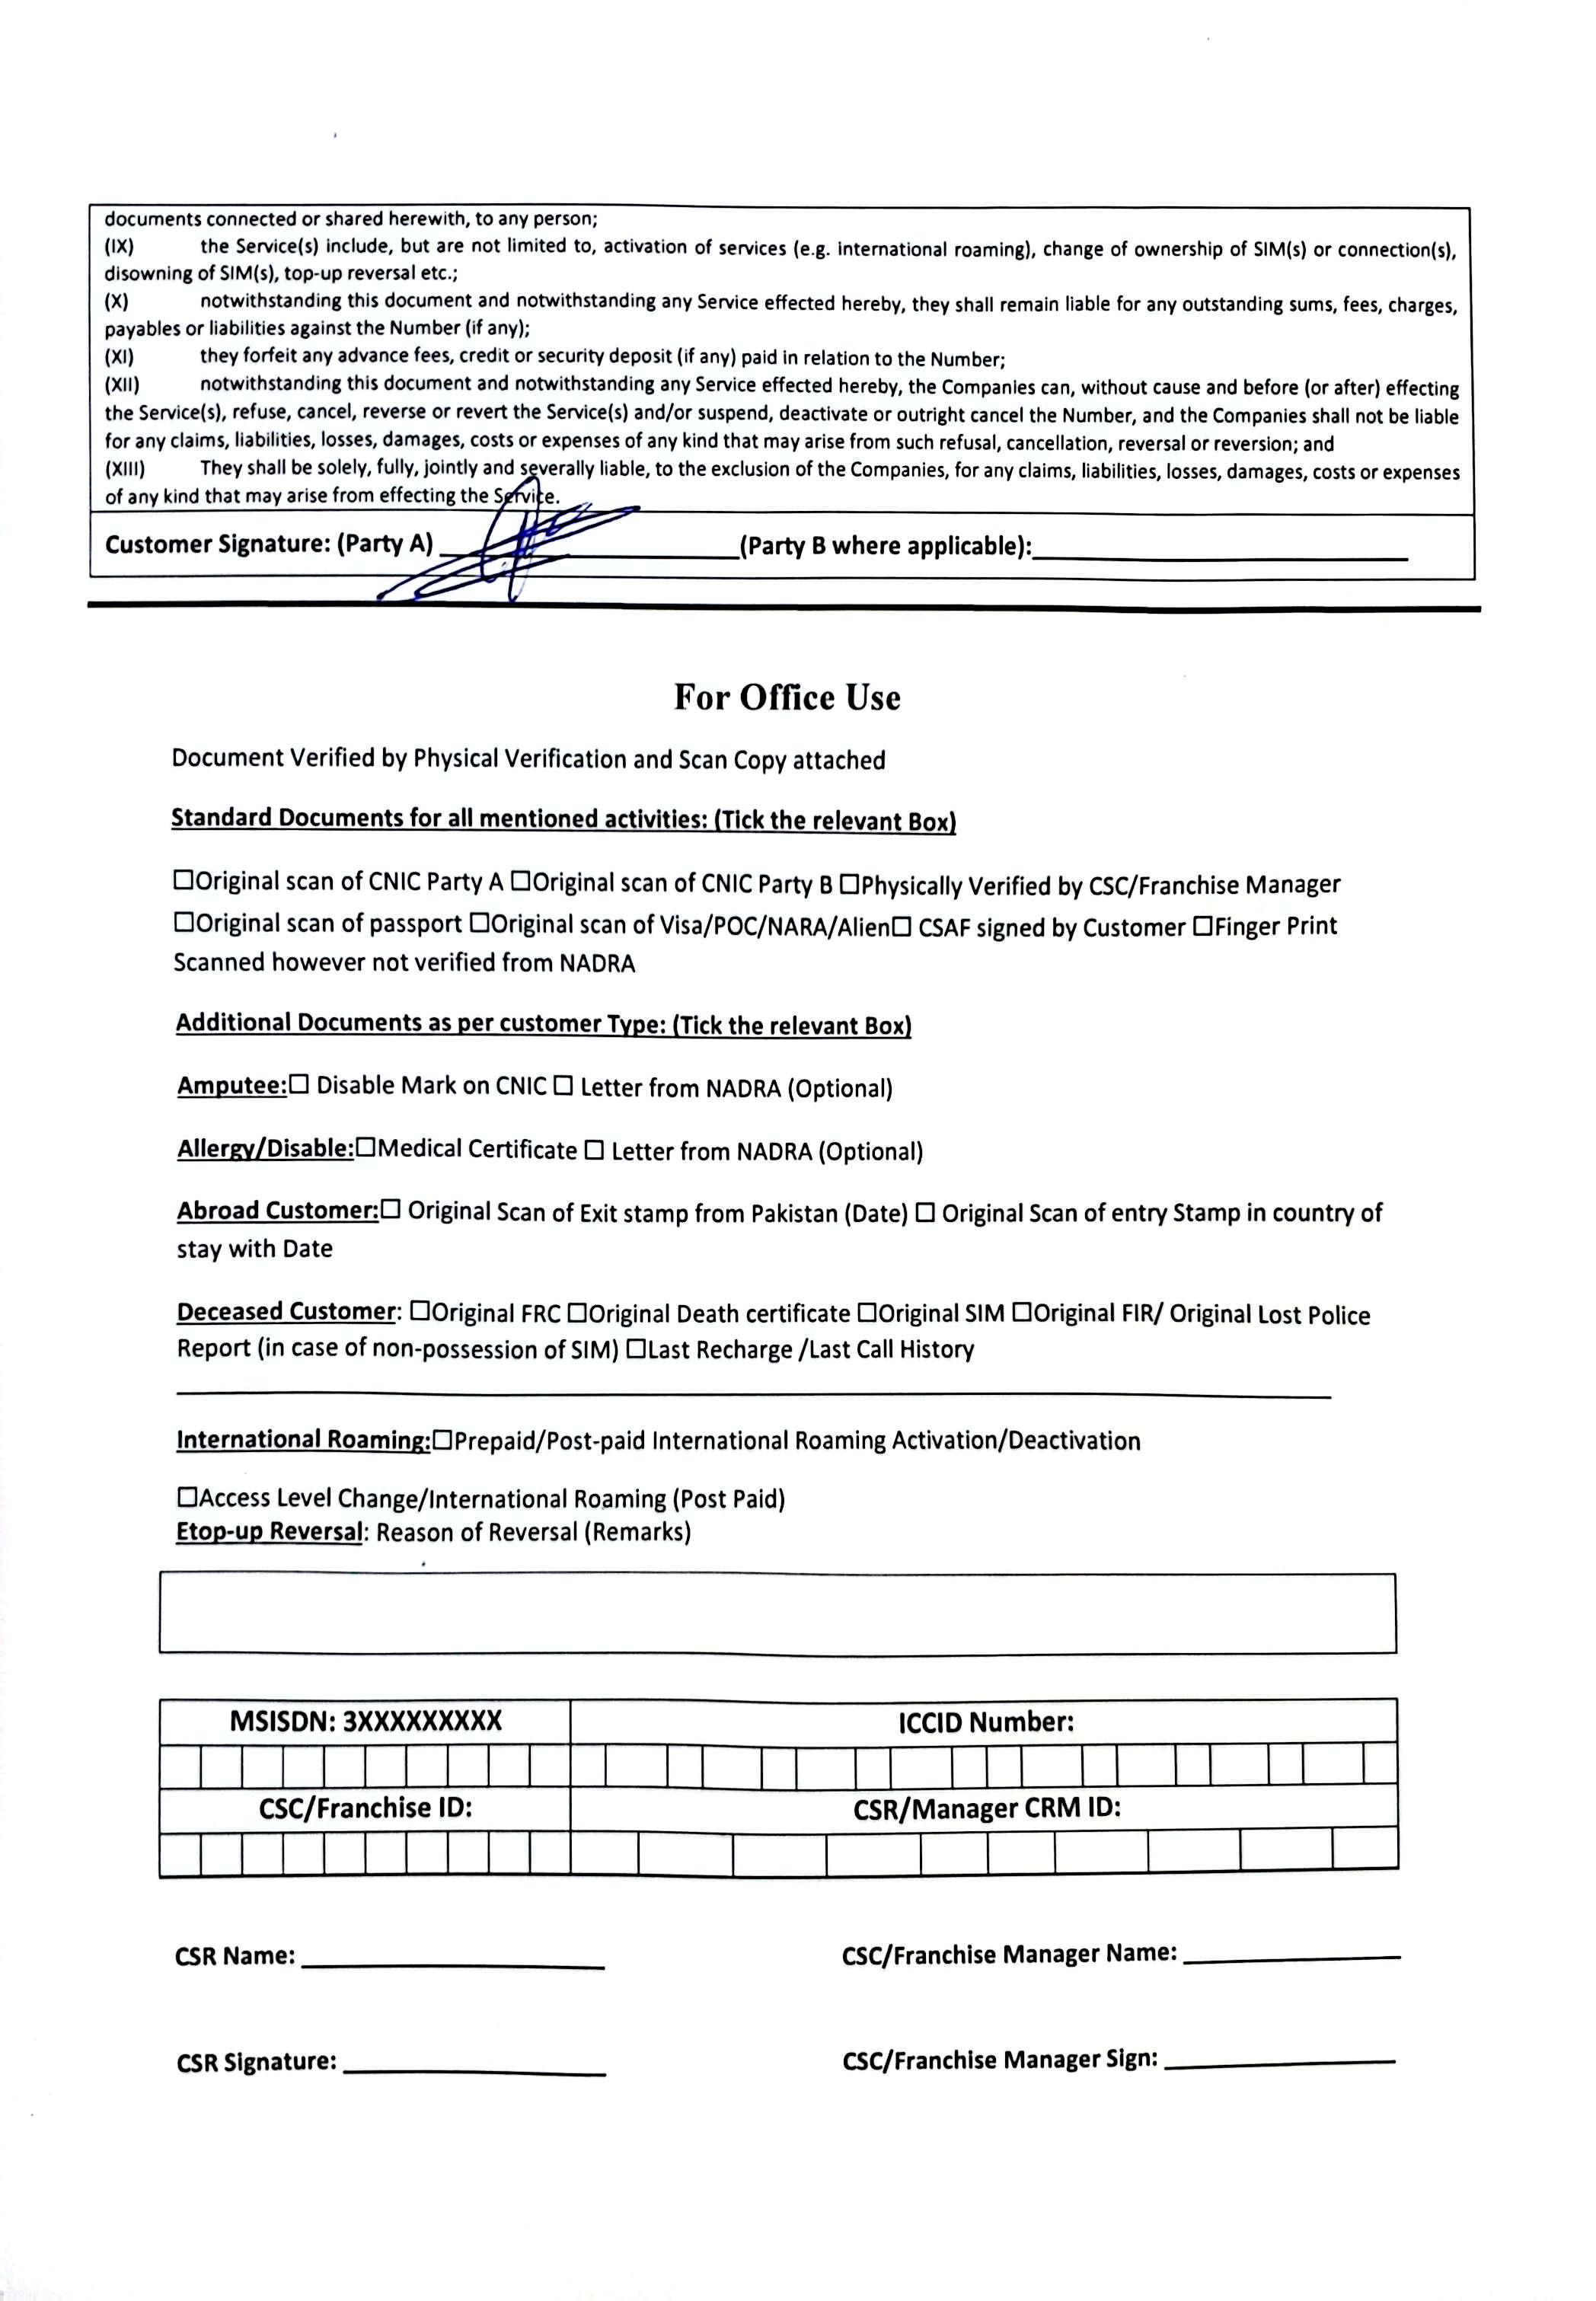 documents connected or shared herewith, to any person;
(IX) the Service(s) include, but are not limited to, activation of services (e.g. international roaming), change of ownership of SIM(s) or connection(s),
disowning of SIM(s), top-up reversal etc.;
(X) notwithstanding this document and notwithstanding any Service effected hereby, they shall remain liable for any outstanding sums, fees, charges,
payables or liabilities against the Number (if any);
(XI) they forfeit any advance fees, credit or security deposit (if any) paid in relation to the Number;
(XII) notwithstanding this document and notwithstanding any Service effected hereby, the Companies can, without cause and before (or after) effecting
the Service(s), refuse, cancel, reverse or revert the Service(s) and/or suspend, deactivate or outright cancel the Number, and the Companies shall not be liable
for any claims, liabilities, losses, damages, costs or expenses of any kind that may arise from such refusal, cancellation, reversal or reversion; and
(XIII) They shall be solely, fully, jointly and severally liable, to the exclusion of the Companies, for any claims, liabilities, losses, damages, costs or expenses
of any kind that may arise from effecting the Service.
Customer Signature: (Party A) (Party B where applicable):
For Office Use
Document Verified by Physical Verification and Scan Copy attached
Standard Documents for all mentioned activities: (Tick the relevant Box)
☐Original scan of CNIC Party A ☐Original scan of CNIC Party B ☐Physically Verified by CSC/Franchise Manager
☐Original scan of passport ☐Original scan of Visa/POC/NARA/Alien☐ CSAF signed by Customer ☐Finger Print
Scanned however not verified from NADRA
Additional Documents as per customer Type: (Tick the relevant Box)
Amputee:☐ Disable Mark on CNIC ☐ Letter from NADRA (Optional)
Allergy/Disable:☐Medical Certificate ☐ Letter from NADRA (Optional)
Abroad Customer:☐ Original Scan of Exit stamp from Pakistan (Date) ☐ Original Scan of entry Stamp in country of
stay with Date
Deceased Customer: ☐Original FRC ☐Original Death certificate ☐Original SIM ☐Original FIR/ Original Lost Police
Report (in case of non-possession of SIM) ☐Last Recharge /Last Call History
International Roaming:☐Prepaid/Post-paid International Roaming Activation/Deactivation
☐Access Level Change/International Roaming (Post Paid)
Etop-up Reversal: Reason of Reversal (Remarks)
MSISDN: 3XXXXXXXXX ICCID Number:
CSC/Franchise ID: CSR/Manager CRM ID:
CSR Name: CSC/Franchise Manager Name:
CSR Signature: CSC/Franchise Manager Sign: